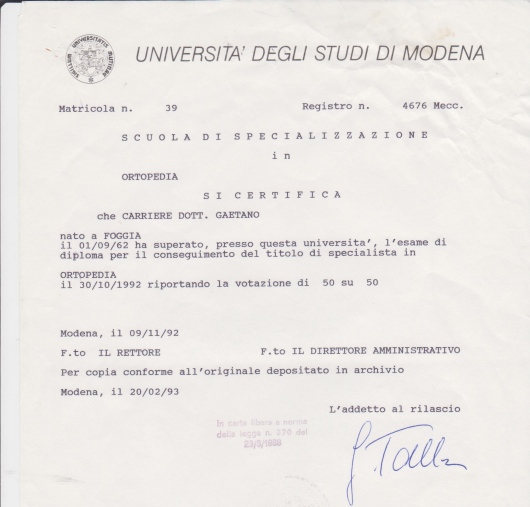 UNIVERSITA' DEGLI STUDI DI MODENA
Matricola n. 39 Registro n. 4676 Mecc.
SCUOLA DI SPECIALIZZAZIONE
in
ORTOPEDIA
SI CERTIFICA
che CARRIERE DOTT. GAETANO
nato a FOGGIA
il 01/09/62 ha superato, presso questa universita', l'esame di
diploma per il conseguimento del titolo di specialista in
ORTOPEDIA
il 30/10/1992 riportando la votazione di 50 su 50
Modena, il 09/11/92
F.to IL RETTORE F.to IL DIRETTORE AMMINISTRATIVO
Per copia conforme all'originale depositato in archivio
Modena, il 20/02/93
L'addetto al rilascio
In carta libera a norma
della legge n. 370 del